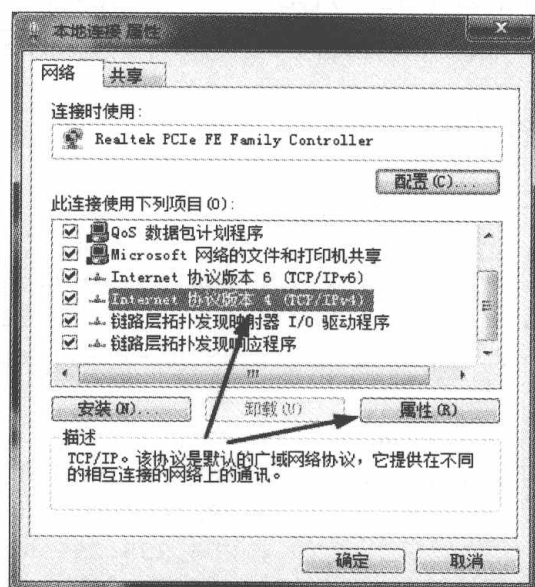 本地连接 属性
网络
共享
连接时使用:
Realtek PCIe FE Family Controller
配置(C)...
此连接使用下列项目(O):
QoS 数据包计划程序
Microsoft 网络的文件和打印机共享
Internet 协议版本 6 (TCP/IPv6)
Internet 协议版本 4 (TCP/IPv4)
链路层拓扑发现映射器 I/O 驱动程序
链路层拓扑发现响应程序
安装(N)...
卸载(U)
属性(R)
描述
TCP/IP。该协议是默认的广域网络协议，它提供在不同
的相互连接的网络上的通讯。
确定
取消